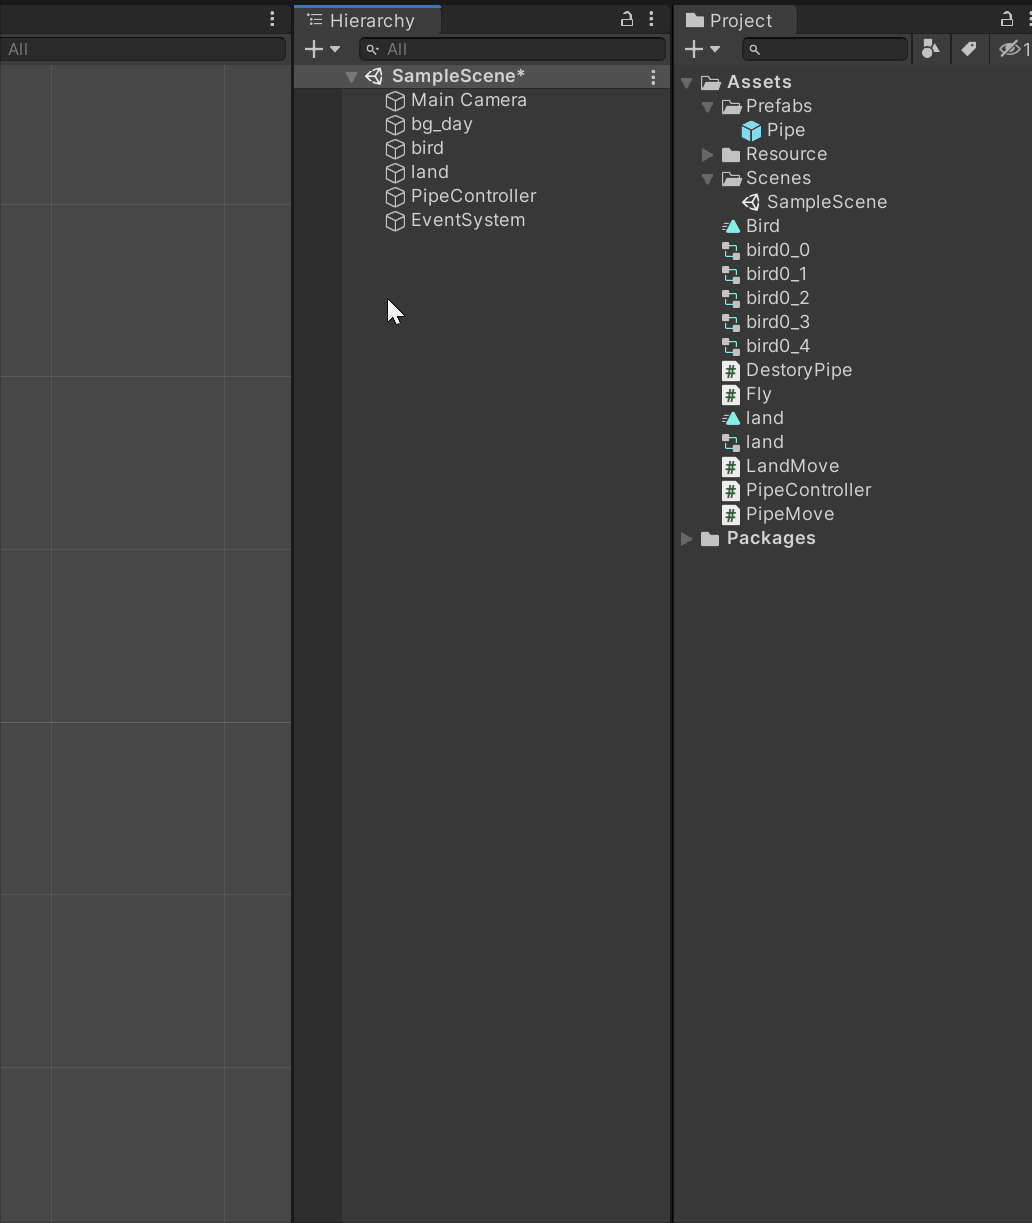 All
Hierarchy
All
SampleScene*
Main Camera
bg_day
bird
land
PipeController
EventSystem
Project
1
Assets
Prefabs
Pipe
Resource
Scenes
SampleScene
Bird
bird0_0
bird0_1
bird0_2
bird0_3
bird0_4
DestoryPipe
Fly
land
land
LandMove
PipeController
PipeMove
Packages